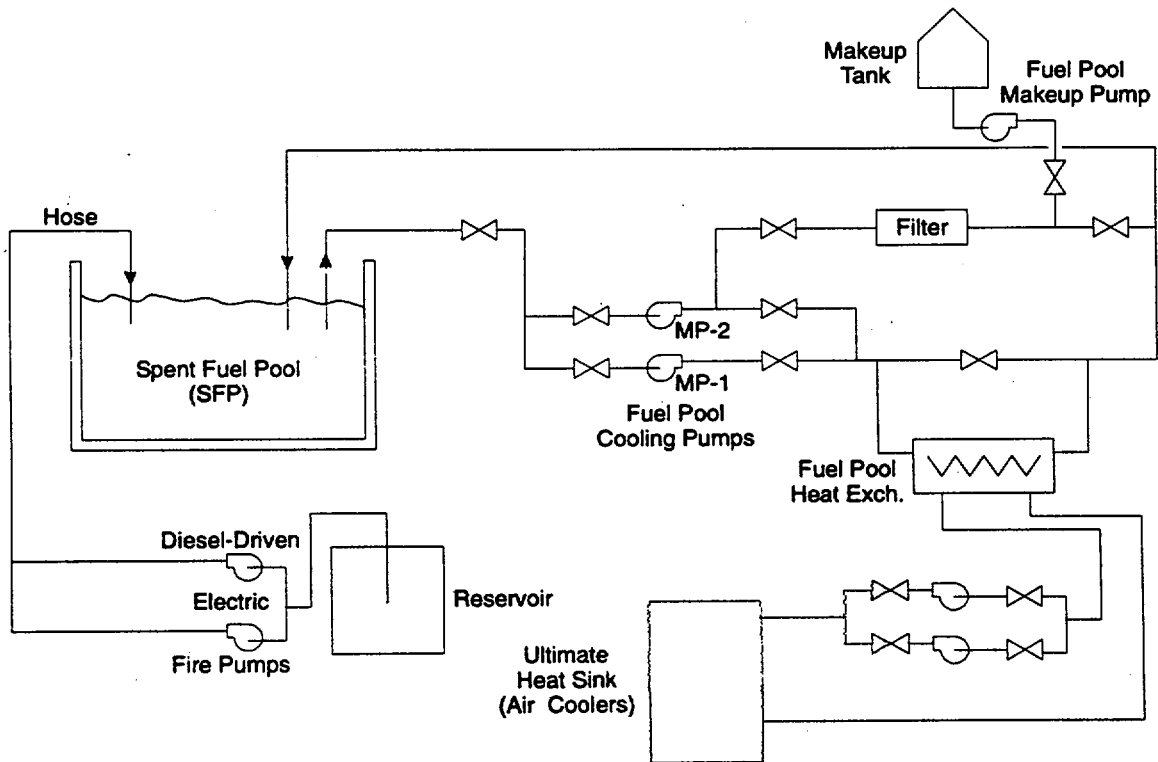 Makeup
Tank
Fuel Pool
Makeup Pump
Hose
Filter
MP-2
Spent Fuel Pool
(SFP)
MP-1
Fuel Pool
Cooling Pumps
Fuel Pool
Heat Exch.
Diesel-Driven
Electric
Reservoir
Fire Pumps
Ultimate
Heat Sink
(Air Coolers)